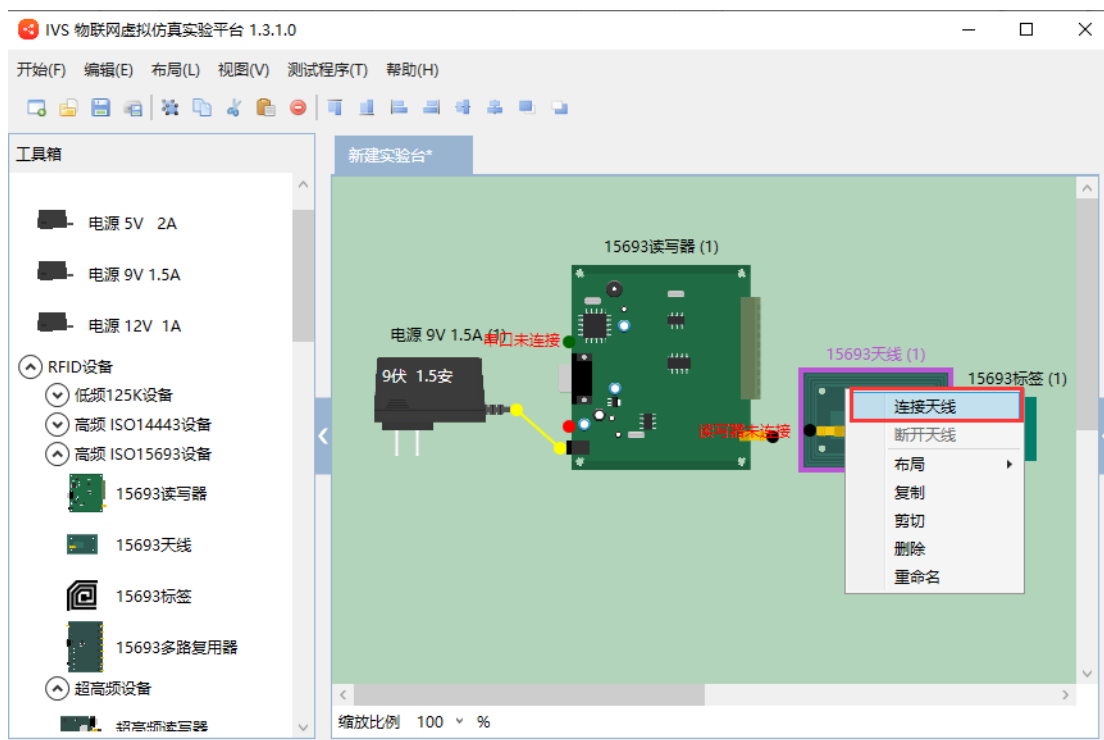 IVS 物联网虚拟仿真实验平台 1.3.1.0
开始(F) 编辑(E) 布局(L) 视图(V) 测试程序(T) 帮助(H)
工具箱
电源 5V 2A
电源 9V 1.5A
电源 12V 1A
RFID设备
低频125K设备
高频 ISO14443设备
高频 ISO15693设备
15693读写器
15693天线
15693标签
15693多路复用器
超高频设备
超高频读写器
新建实验台*
15693读写器 (1)
电源 9V 1.5A (1)
串口未连接
9伏 1.5安
读写器未连接
15693天线 (1)
15693标签 (1)
连接天线
断开天线
布局
复制
剪切
删除
重命名
缩放比例 100 %